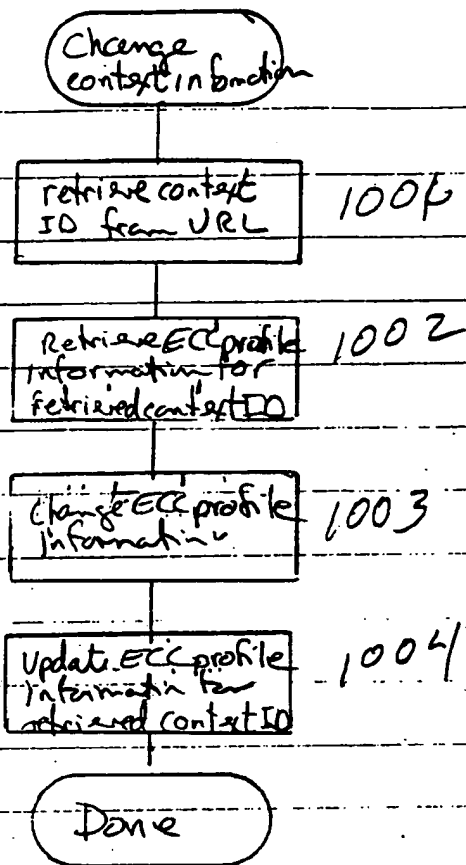 Change
context information
retrieve context
ID from URL
1001
Retrieve ECC profile
information for
retrieved context ID
1002
Change ECC profile
information
1003
Update ECC profile
information for
retrieved context ID
1004
Done